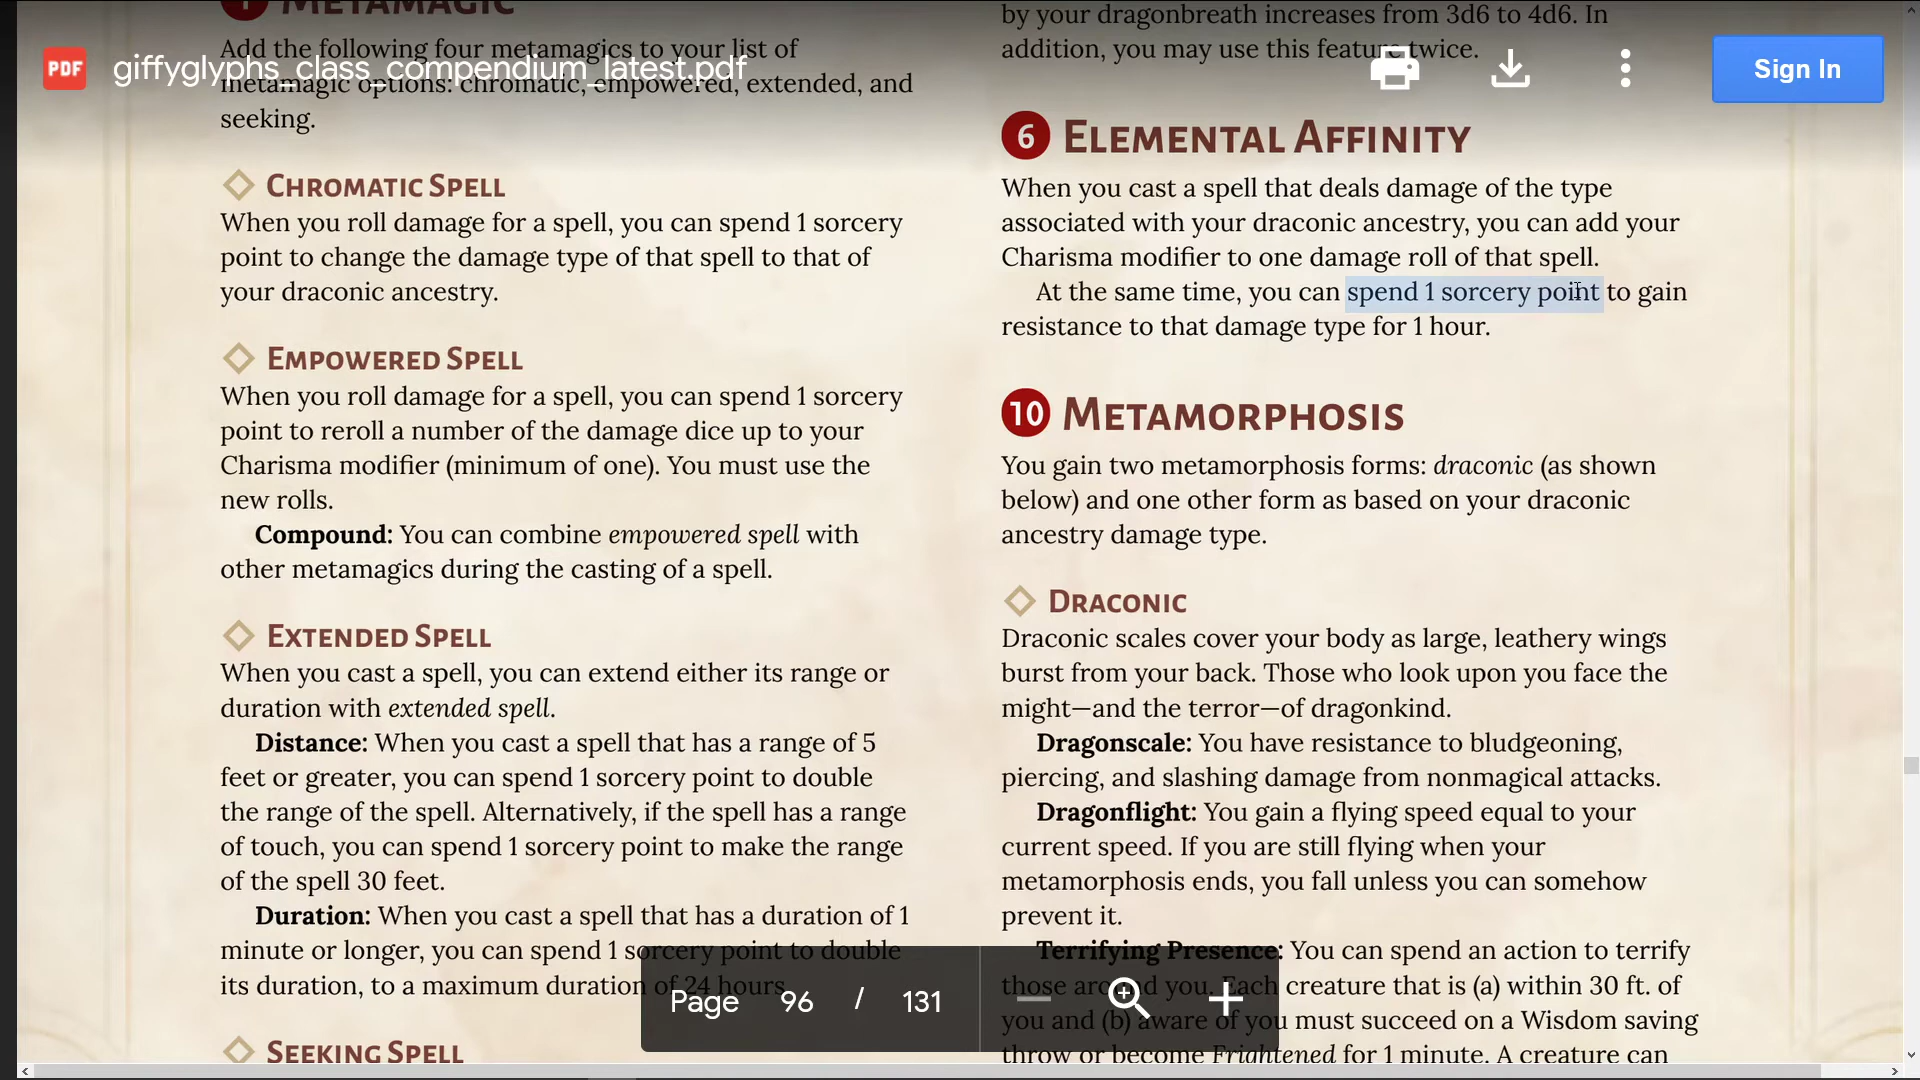 1 METAMAGIC
Add the following four metamagics to your list of
metamagic options: chromatic, empowered, extended, and
seeking.
CHROMATIC SPELL
When you roll damage for a spell, you can spend 1 sorcery
point to change the damage type of that spell to that of
your draconic ancestry.
EMPOWERED SPELL
When you roll damage for a spell, you can spend 1 sorcery
point to reroll a number of the damage dice up to your
Charisma modifier (minimum of one). You must use the
new rolls.
Compound: You can combine empowered spell with
other metamagics during the casting of a spell.
EXTENDED SPELL
When you cast a spell, you can extend either its range or
duration with extended spell.
Distance: When you cast a spell that has a range of 5
feet or greater, you can spend 1 sorcery point to double
the range of the spell. Alternatively, if the spell has a range
of touch, you can spend 1 sorcery point to make the range
of the spell 30 feet.
Duration: When you cast a spell that has a duration of 1
minute or longer, you can spend 1 sorcery point to double
its duration, to a maximum duration of 24 hours.
SEEKING SPELL
by your dragonbreath increases from 3d6 to 4d6. In
addition, you may use this feature twice.
6 ELEMENTAL AFFINITY
When you cast a spell that deals damage of the type
associated with your draconic ancestry, you can add your
Charisma modifier to one damage roll of that spell.
At the same time, you can spend 1 sorcery point to gain
resistance to that damage type for 1 hour.
10 METAMORPHOSIS
You gain two metamorphosis forms: draconic (as shown
below) and one other form as based on your draconic
ancestry damage type.
DRACONIC
Draconic scales cover your body as large, leathery wings
burst from your back. Those who look upon you face the
might—and the terror—of dragonkind.
Dragonscale: You have resistance to bludgeoning,
piercing, and slashing damage from nonmagical attacks.
Dragonflight: You gain a flying speed equal to your
current speed. If you are still flying when your
metamorphosis ends, you fall unless you can somehow
prevent it.
Terrifying Presence: You can spend an action to terrify
those around you. Each creature that is (a) within 30 ft. of
you and (b) aware of you must succeed on a Wisdom saving
throw or become Frightened for 1 minute. A creature can
PDF giffyglyphs_class_compendium_latest.pdf
Sign In
Page 96 / 131